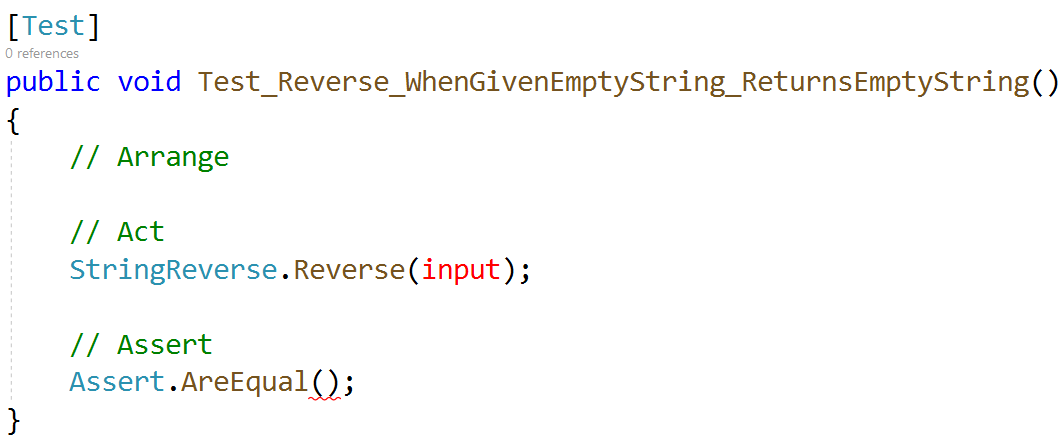 [Test]
0 references
public void Test_Reverse_WhenGivenEmptyString_ReturnsEmptyString()
{
// Arrange
// Act
StringReverse.Reverse(input);
// Assert
Assert.AreEqual();
}